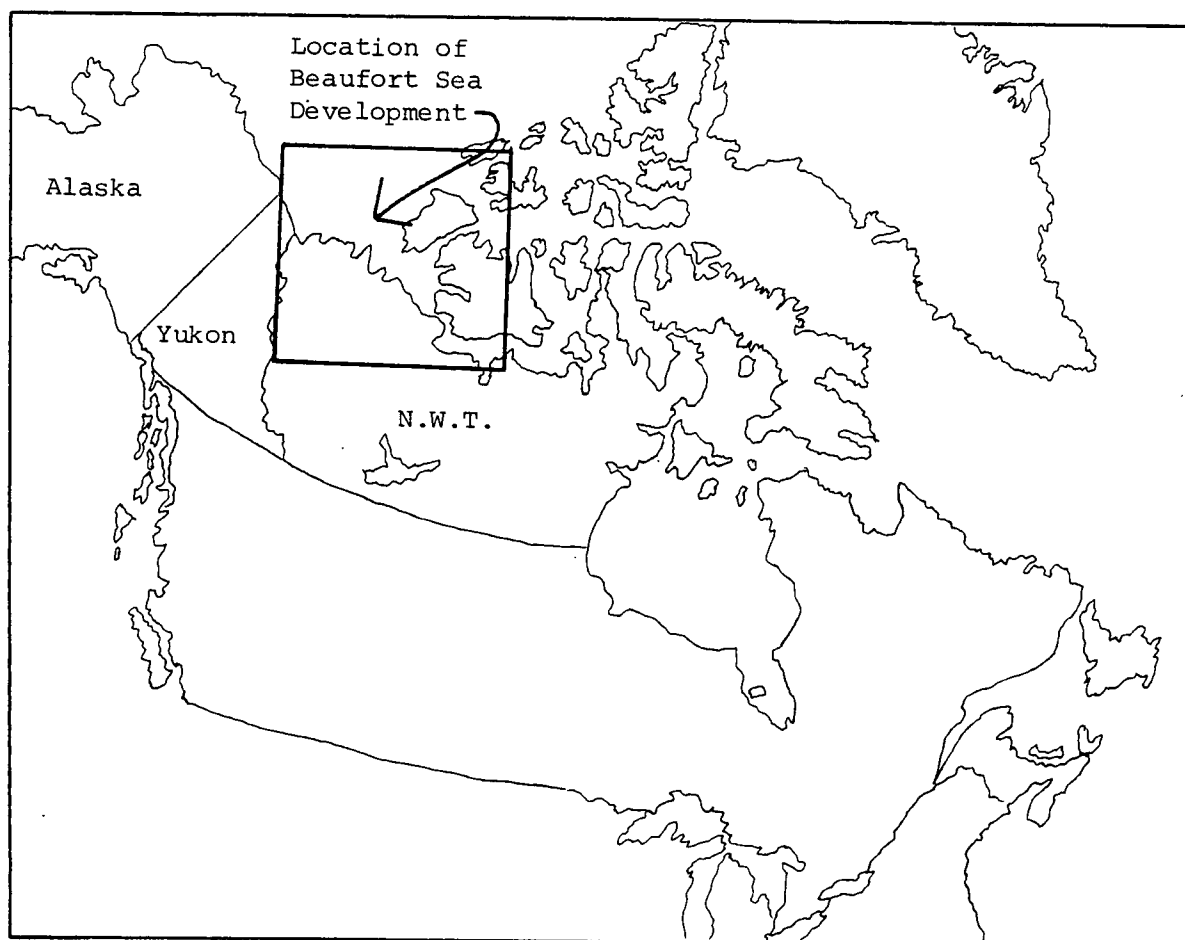 Location of
Beaufort Sea
Development
Alaska
Yukon
N.W.T.